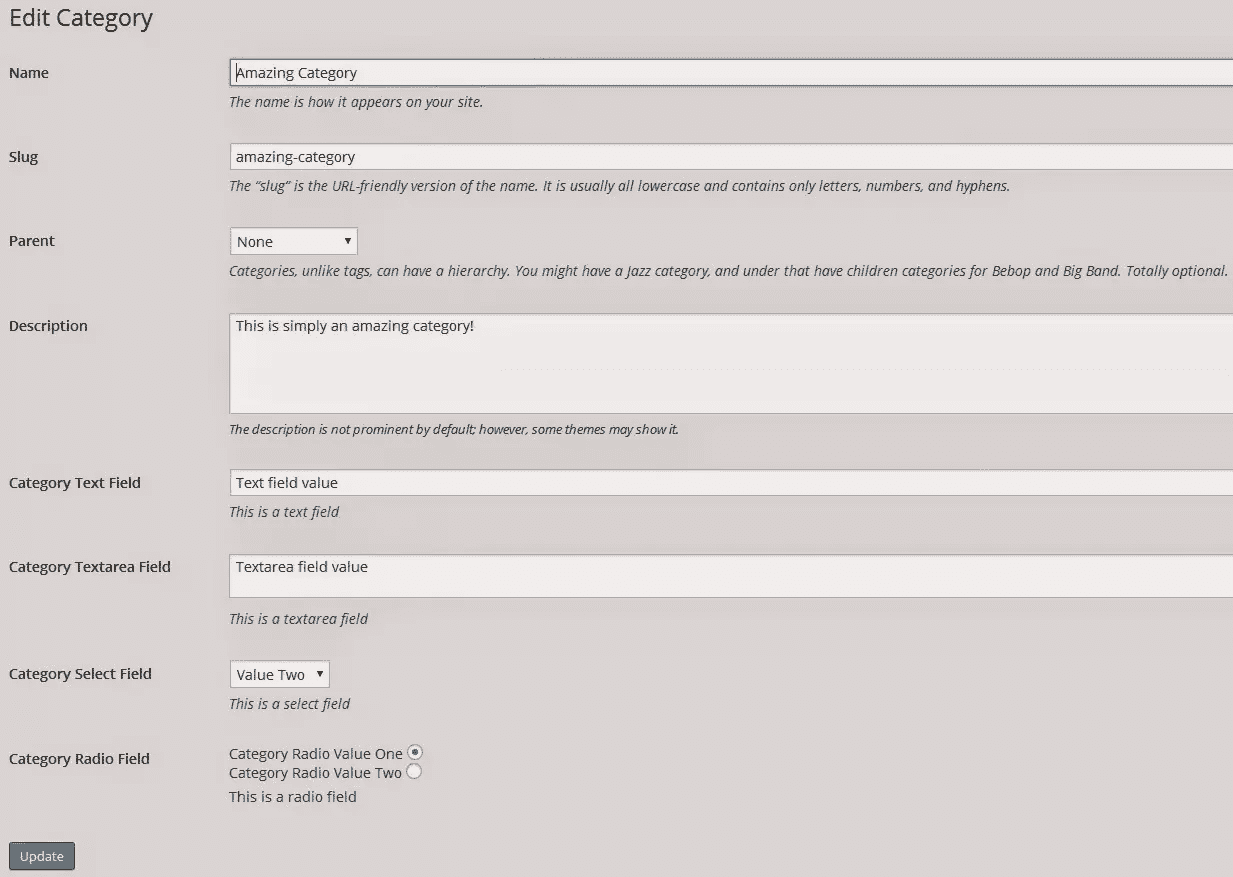 Edit Category
Name
Amazing Category
The name is how it appears on your site.
Slug
amazing-category
The “slug” is the URL-friendly version of the name. It is usually all lowercase and contains only letters, numbers, and hyphens.
Parent
None
Categories, unlike tags, can have a hierarchy. You might have a Jazz category, and under that have children categories for Bebop and Big Band. Totally optional.
Description
This is simply an amazing category!
The description is not prominent by default; however, some themes may show it.
Category Text Field
Text field value
This is a text field
Category Textarea Field
Textarea field value
This is a textarea field
Category Select Field
Value Two
This is a select field
Category Radio Field
Category Radio Value One
Category Radio Value Two
This is a radio field
Update